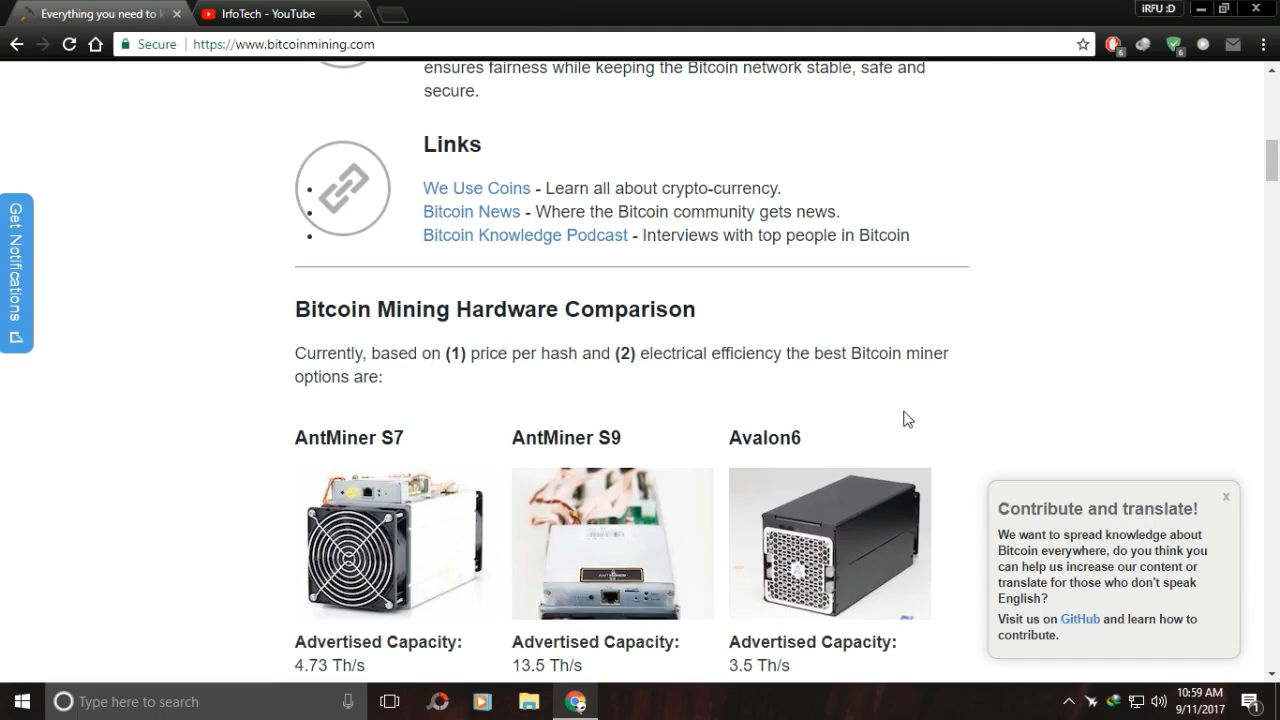 Everything you need to k
IrfoTech - YouTube
iRFU :D
Secure
https://www.bitcoinmining.com
6
6
ensures fairness while keeping the Bitcoin network stable, safe and
secure.
Links
We Use Coins - Learn all about crypto-currency.
Bitcoin News - Where the Bitcoin community gets news.
Bitcoin Knowledge Podcast - Interviews with top people in Bitcoin
Get Notifications
Bitcoin Mining Hardware Comparison
Currently, based on (1) price per hash and (2) electrical efficiency the best Bitcoin miner
options are:
AntMiner S7
AntMiner S9
Avalon6
Advertised Capacity:
4.73 Th/s
Advertised Capacity:
13.5 Th/s
Advertised Capacity:
3.5 Th/s
x
Contribute and translate!
We want to spread knowledge about
Bitcoin everywhere, do you think you
can help us increase our content or
translate for those who don't speak
English?
Visit us on GitHub and learn how to
contribute.
Type here to search
10:59 AM
9/11/2017
1